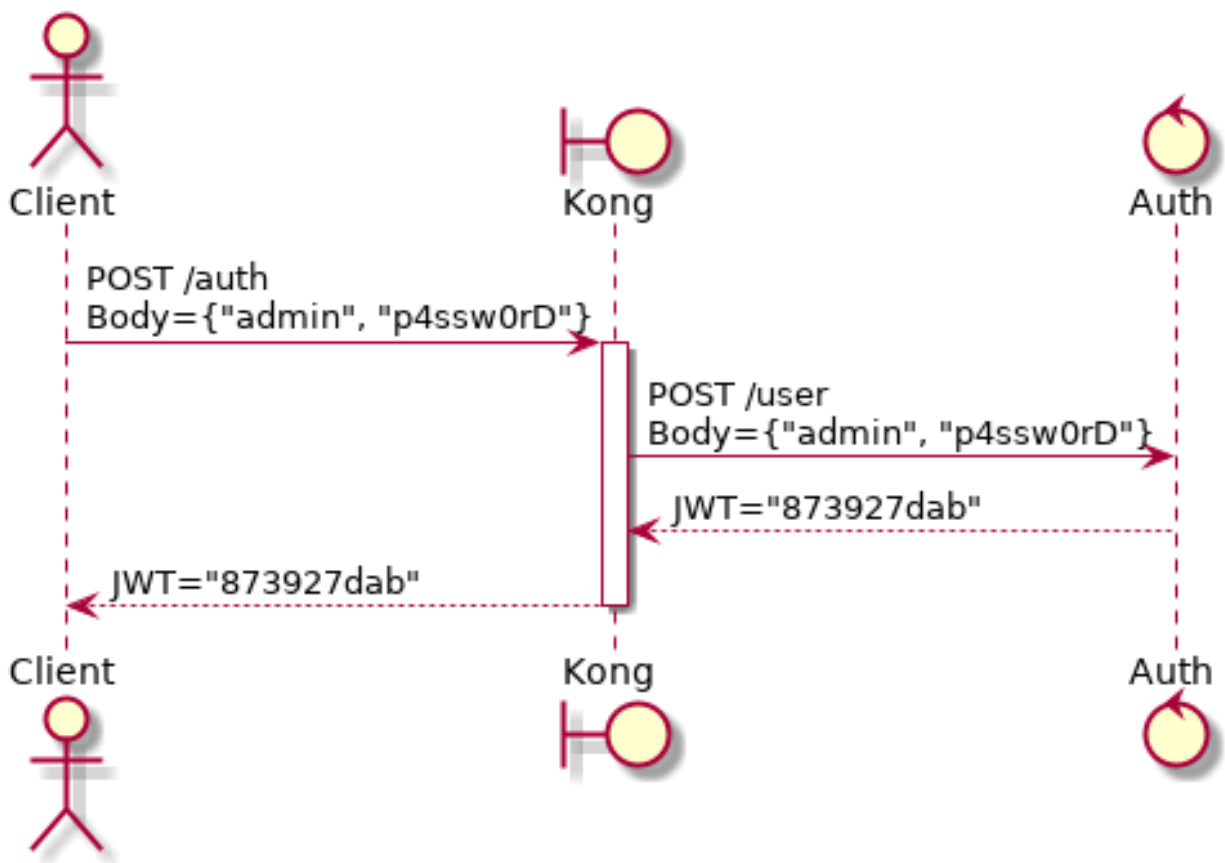 Client
Kong
Auth
POST /auth
Body={"admin", "p4ssw0rD"}
POST /user
Body={"admin", "p4ssw0rD"}
JWT="873927dab"
JWT="873927dab"
Client
Kong
Auth